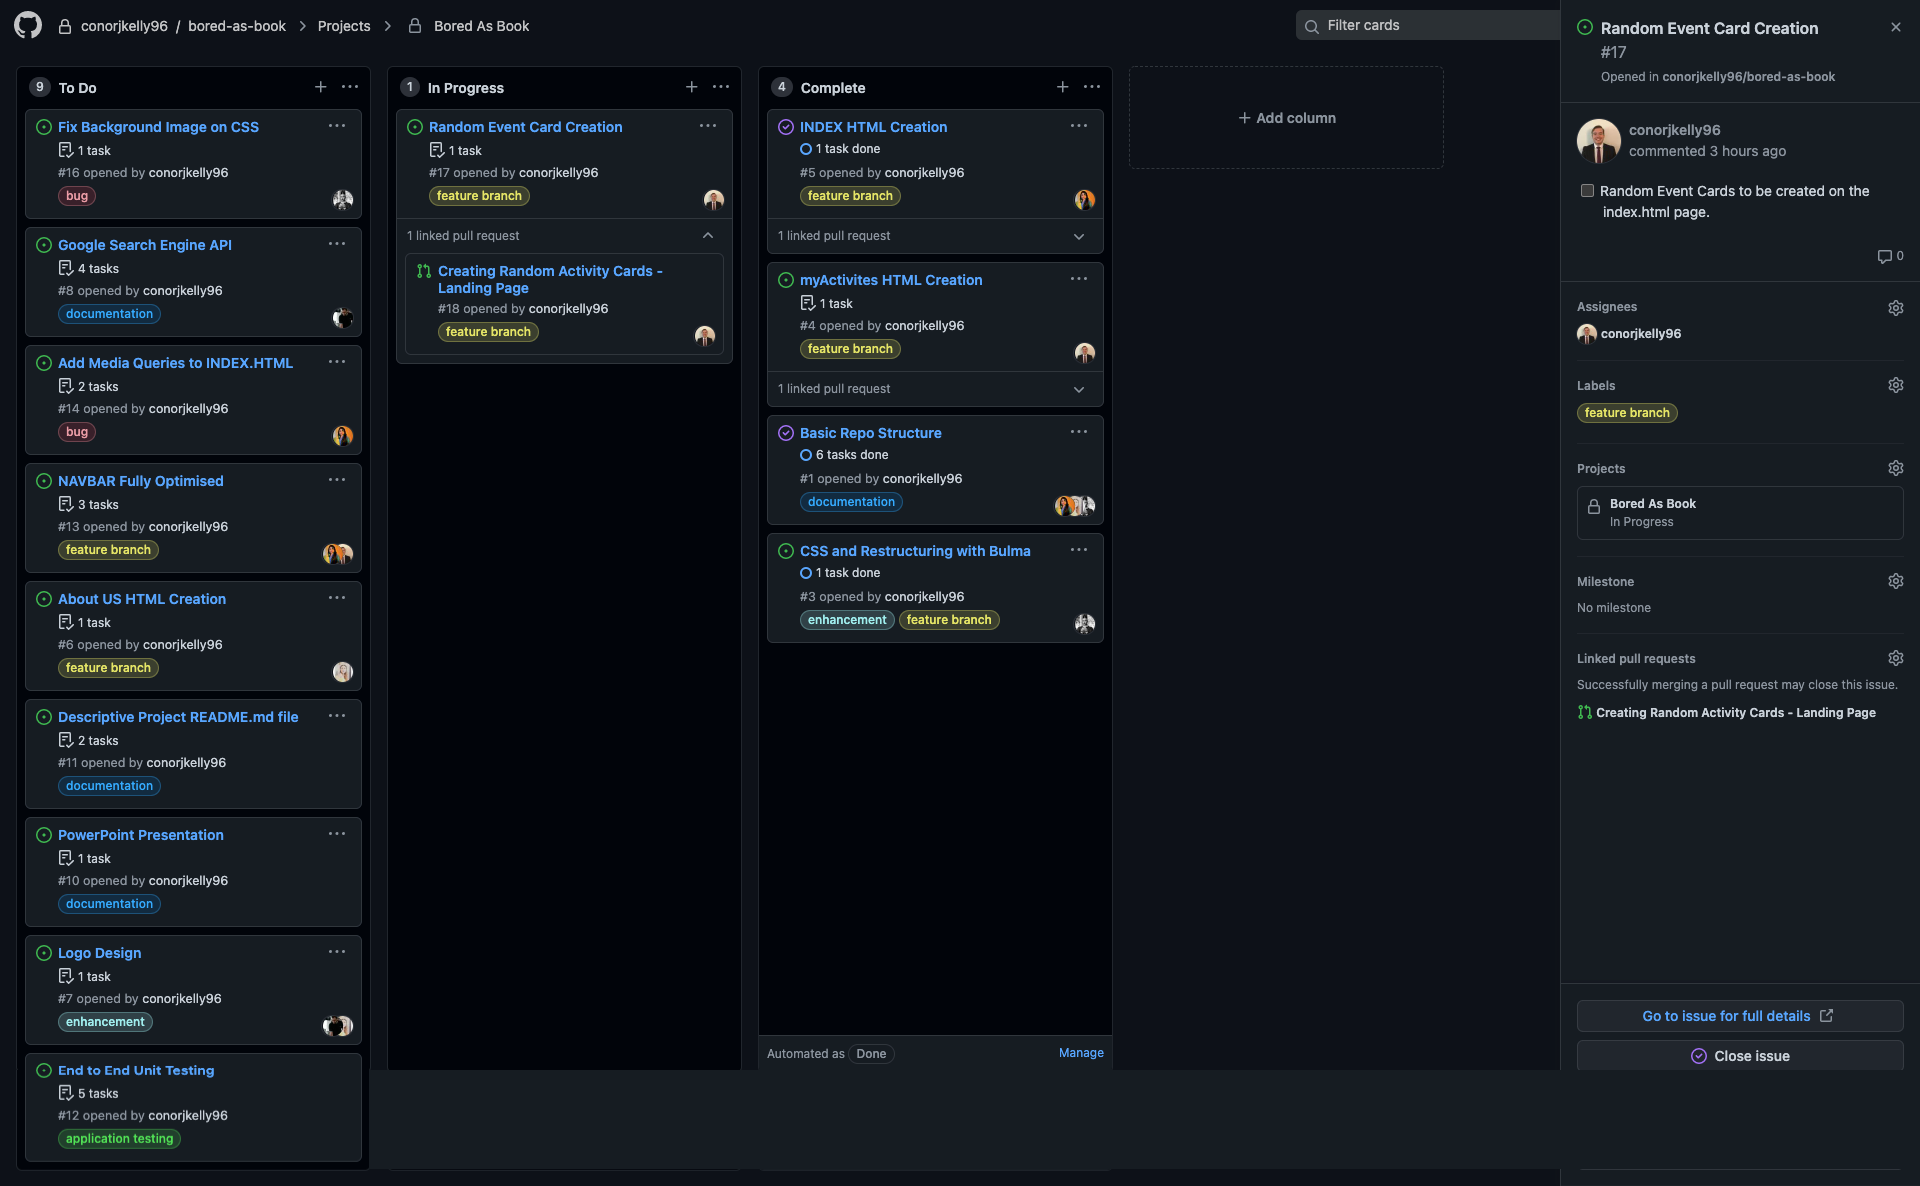 conorjkelly96 / bored-as-book > Projects > Bored As Book
Filter cards
9 To Do
Fix Background Image on CSS
1 task
#16 opened by conorjkelly96
bug
Google Search Engine API
4 tasks
#8 opened by conorjkelly96
documentation
Add Media Queries to INDEX.HTML
2 tasks
#14 opened by conorjkelly96
bug
NAVBAR Fully Optimised
3 tasks
#13 opened by conorjkelly96
feature branch
About US HTML Creation
1 task
#6 opened by conorjkelly96
feature branch
Descriptive Project README.md file
2 tasks
#11 opened by conorjkelly96
documentation
PowerPoint Presentation
1 task
#10 opened by conorjkelly96
documentation
Logo Design
1 task
#7 opened by conorjkelly96
enhancement
End to End Unit Testing
5 tasks
#12 opened by conorjkelly96
application testing
1 In Progress
Random Event Card Creation
1 task
#17 opened by conorjkelly96
feature branch
1 linked pull request
Creating Random Activity Cards -
Landing Page
#18 opened by conorjkelly96
feature branch
4 Complete
INDEX HTML Creation
1 task done
#5 opened by conorjkelly96
feature branch
1 linked pull request
myActivites HTML Creation
1 task
#4 opened by conorjkelly96
feature branch
1 linked pull request
Basic Repo Structure
6 tasks done
#1 opened by conorjkelly96
documentation
CSS and Restructuring with Bulma
1 task done
#3 opened by conorjkelly96
enhancement feature branch
Automated as Done Manage
+ Add column
Random Event Card Creation
#17
Opened in conorjkelly96/bored-as-book
conorjkelly96
commented 3 hours ago
Random Event Cards to be created on the
index.html page.
0
Assignees
conorjkelly96
Labels
feature branch
Projects
Bored As Book
In Progress
Milestone
No milestone
Linked pull requests
Successfully merging a pull request may close this issue.
Creating Random Activity Cards - Landing Page
Go to issue for full details
Close issue